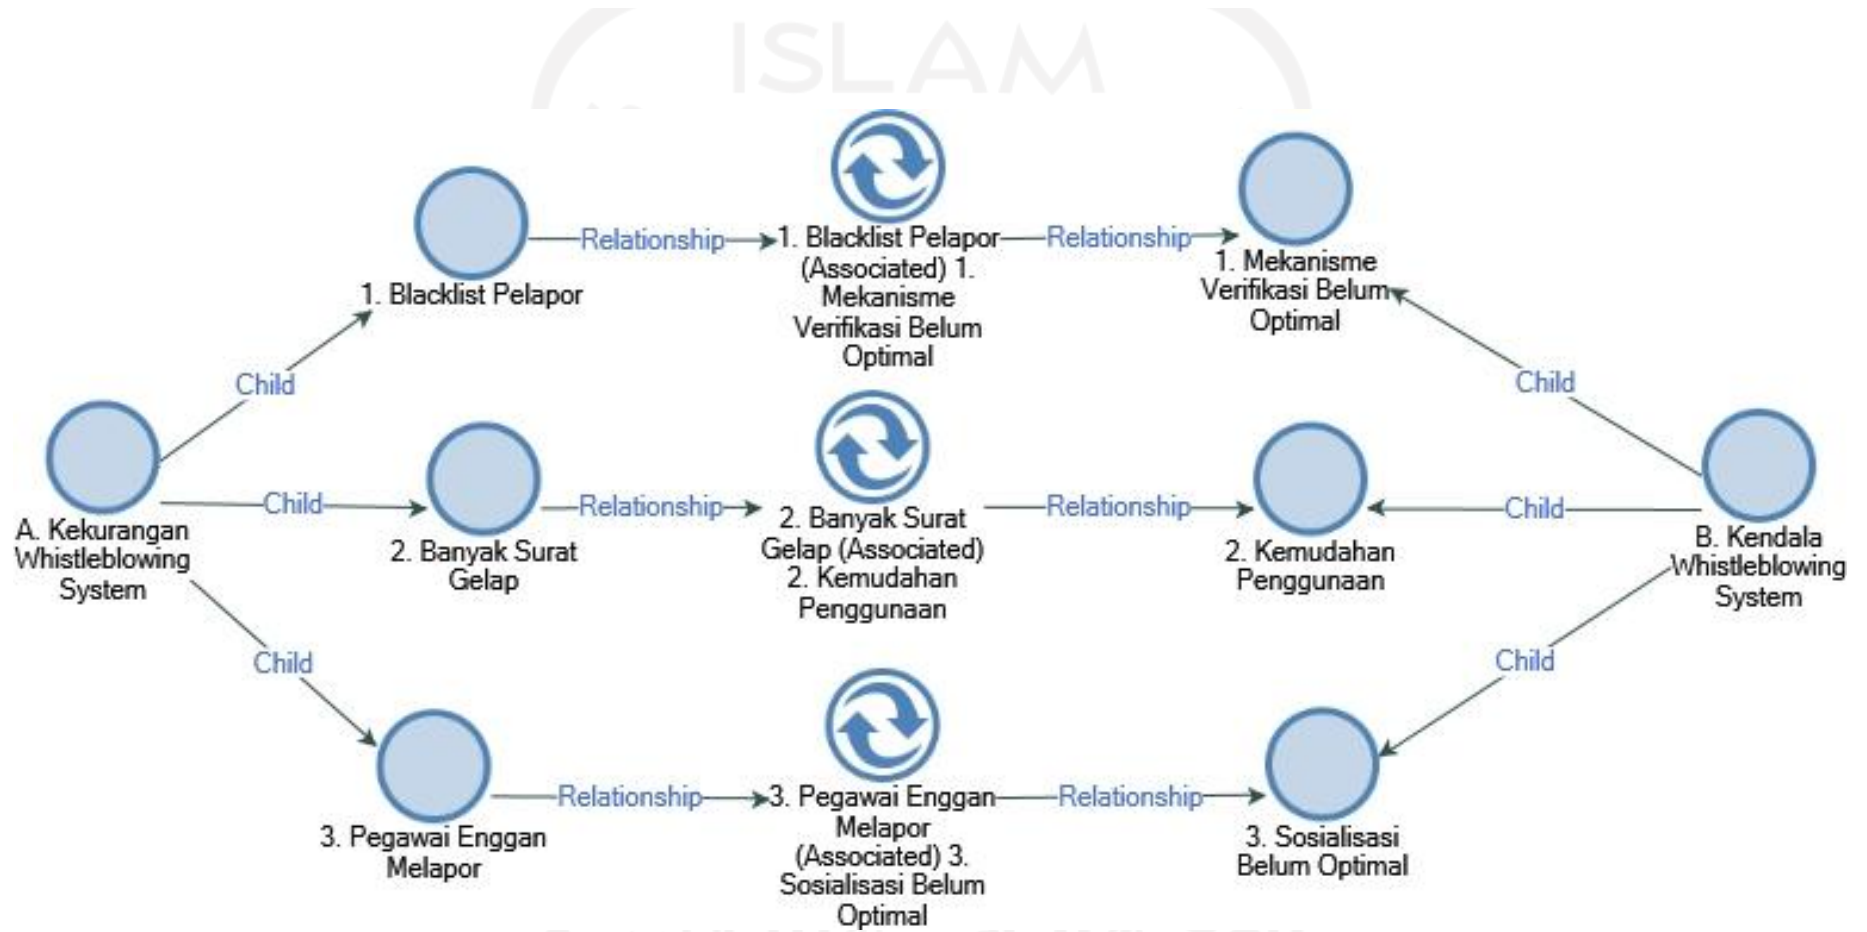 ISLAM
Relationship
1. Blacklist Pelapor
(Associated) 1.
Mekanisme
Verifikasi Belum
Optimal
Relationship
1. Mekanisme
Verifikasi Belum
Optimal
1. Blacklist Pelapor
Child
Child
A. Kekurangan
Whistleblowing
System
Child
2. Banyak Surat
Gelap
Relationship
2. Banyak Surat
Gelap (Associated)
2. Kemudahan
Penggunaan
Relationship
2. Kemudahan
Penggunaan
Child
B. Kendala
Whistleblowing
System
Child
Child
3. Pegawai Enggan
Melapor
Relationship
3. Pegawai Enggan
Melapor
(Associated) 3.
Sosialisasi Belum
Optimal
Relationship
3. Sosialisasi
Belum Optimal